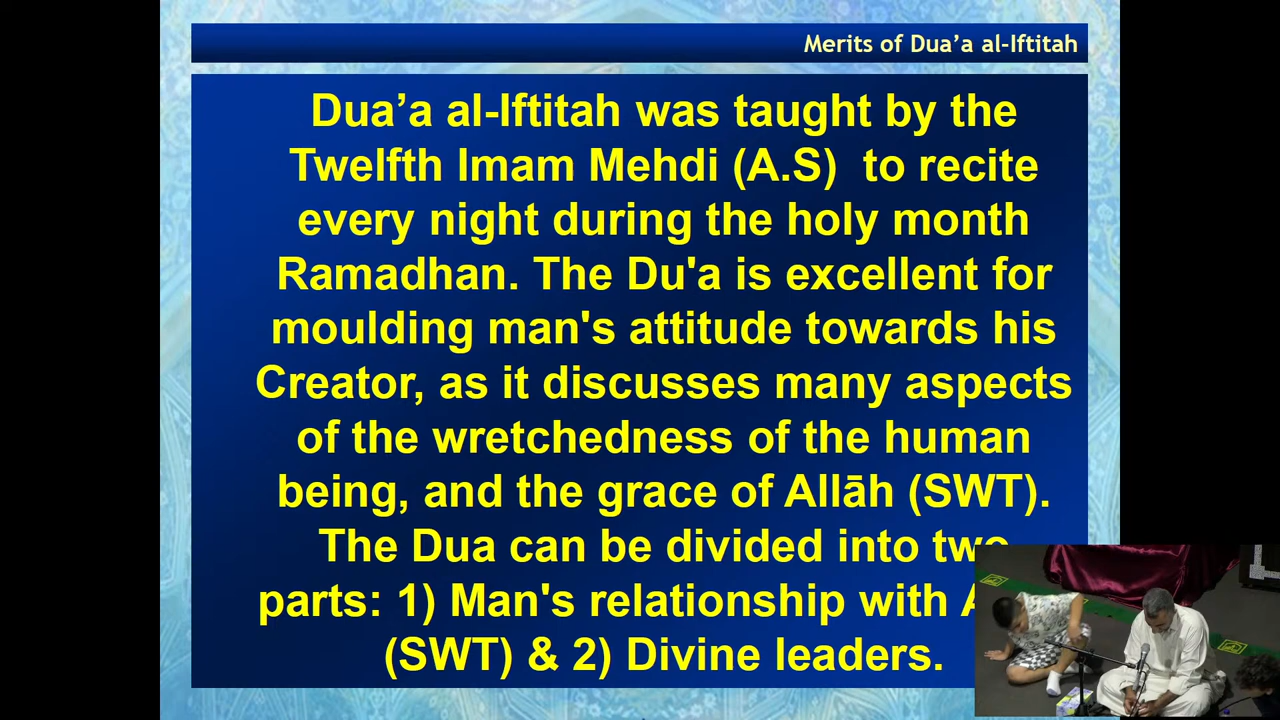 Merits of Dua’a al-Iftitah
Dua’a al-Iftitah was taught by the
Twelfth Imam Mehdi (A.S) to recite
every night during the holy month
Ramadhan. The Du'a is excellent for
moulding man's attitude towards his
Creator, as it discusses many aspects
of the wretchedness of the human
being, and the grace of Allāh (SWT).
The Dua can be divided into two
parts: 1) Man's relationship with
(SWT) & 2) Divine leaders.